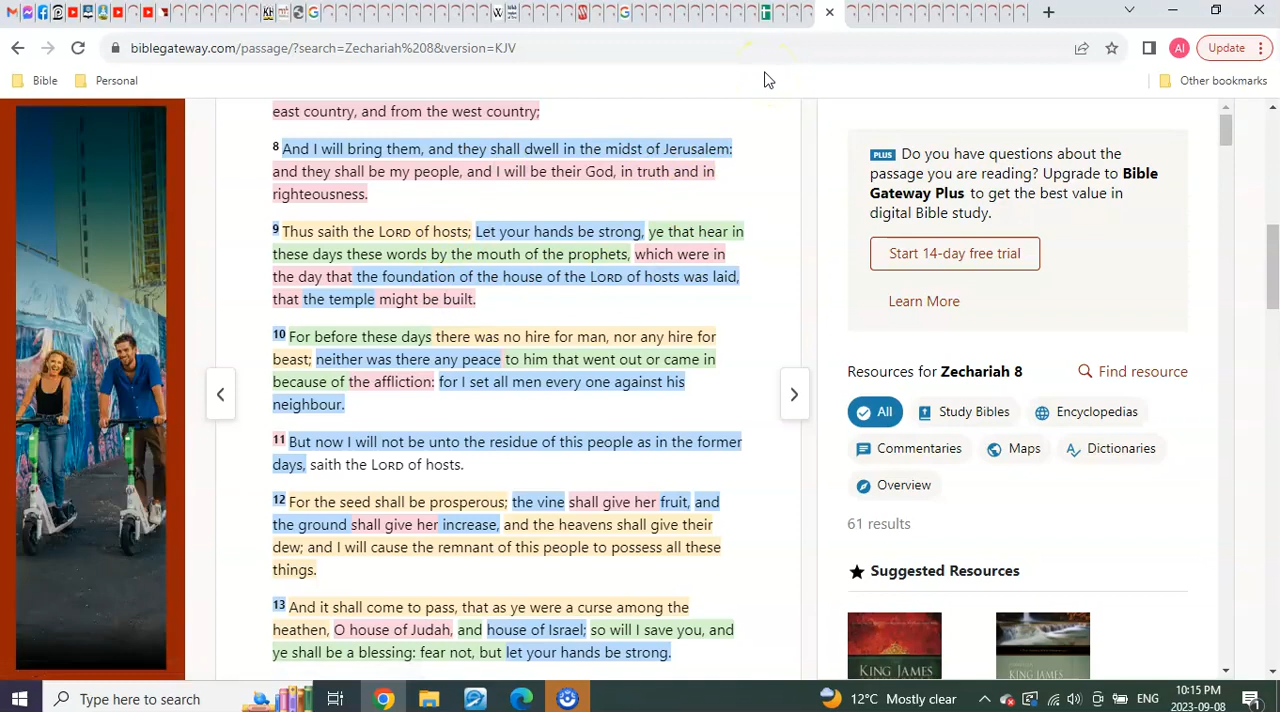 biblegateway.com/passage/?search=Zechariah%208&version=KJV
AI
Update
Bible
Personal
Other bookmarks
east country, and from the west country;
8 And I will bring them, and they shall dwell in the midst of Jerusalem:
and they shall be my people, and I will be their God, in truth and in
righteousness.
9 Thus saith the LORD of hosts; Let your hands be strong, ye that hear in
these days these words by the mouth of the prophets, which were in
the day that the foundation of the house of the LORD of hosts was laid,
that the temple might be built.
10 For before these days there was no hire for man, nor any hire for
beast; neither was there any peace to him that went out or came in
because of the affliction: for I set all men every one against his
neighbour.
11 But now I will not be unto the residue of this people as in the former
days, saith the LORD of hosts.
12 For the seed shall be prosperous; the vine shall give her fruit, and
the ground shall give her increase, and the heavens shall give their
dew; and I will cause the remnant of this people to possess all these
things.
13 And it shall come to pass, that as ye were a curse among the
heathen, O house of Judah, and house of Israel; so will I save you, and
ye shall be a blessing: fear not, but let your hands be strong.
PLUS Do you have questions about the
passage you are reading? Upgrade to Bible
Gateway Plus to get the best value in
digital Bible study.
Start 14-day free trial
Learn More
Resources for Zechariah 8
Find resource
All
Study Bibles
Encyclopedias
Commentaries
Maps
Dictionaries
Overview
61 results
Suggested Resources
KING JAMES
KING JAMES
Type here to search
12°C Mostly clear
ENG
10:15 PM
2023-09-08
1